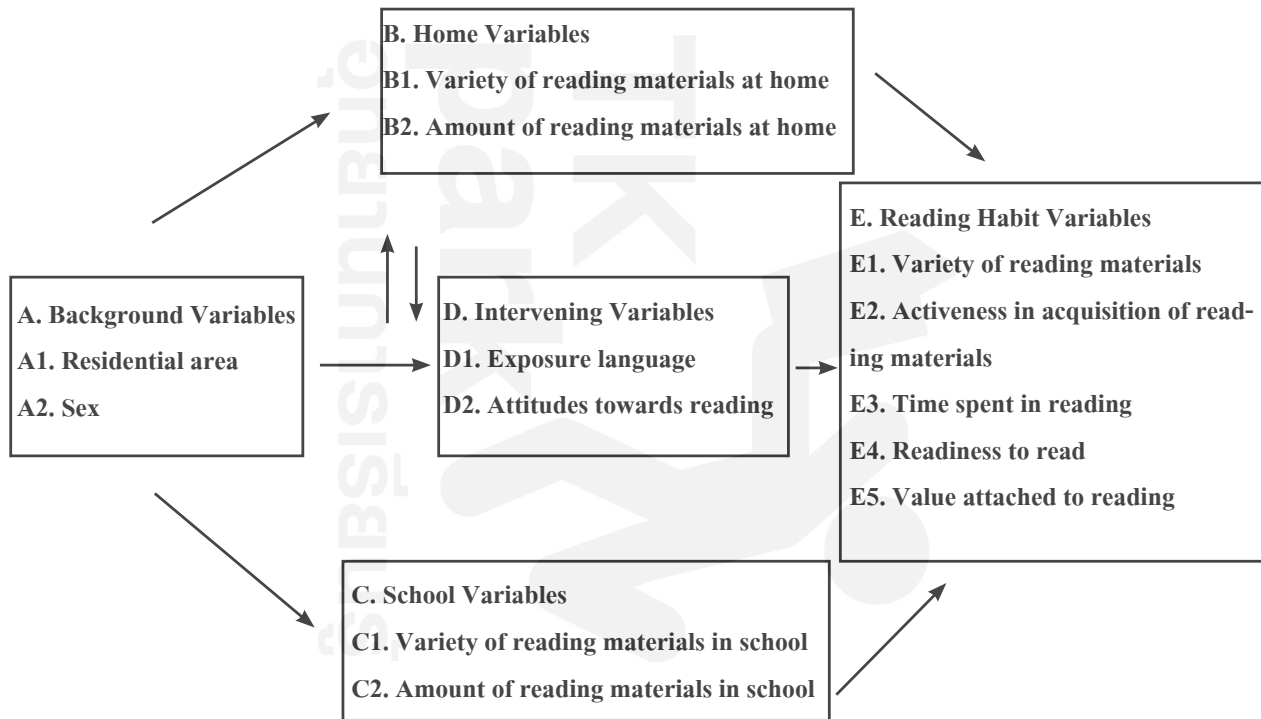 B. Home Variables
B1. Variety of reading materials at home
B2. Amount of reading materials at home
A. Background Variables
A1. Residential area
A2. Sex
D. Intervening Variables
D1. Exposure language
D2. Attitudes towards reading
E. Reading Habit Variables
E1. Variety of reading materials
E2. Activeness in acquisition of read-
ing materials
E3. Time spent in reading
E4. Readiness to read
E5. Value attached to reading
C. School Variables
C1. Variety of reading materials in school
C2. Amount of reading materials in school
TK
park